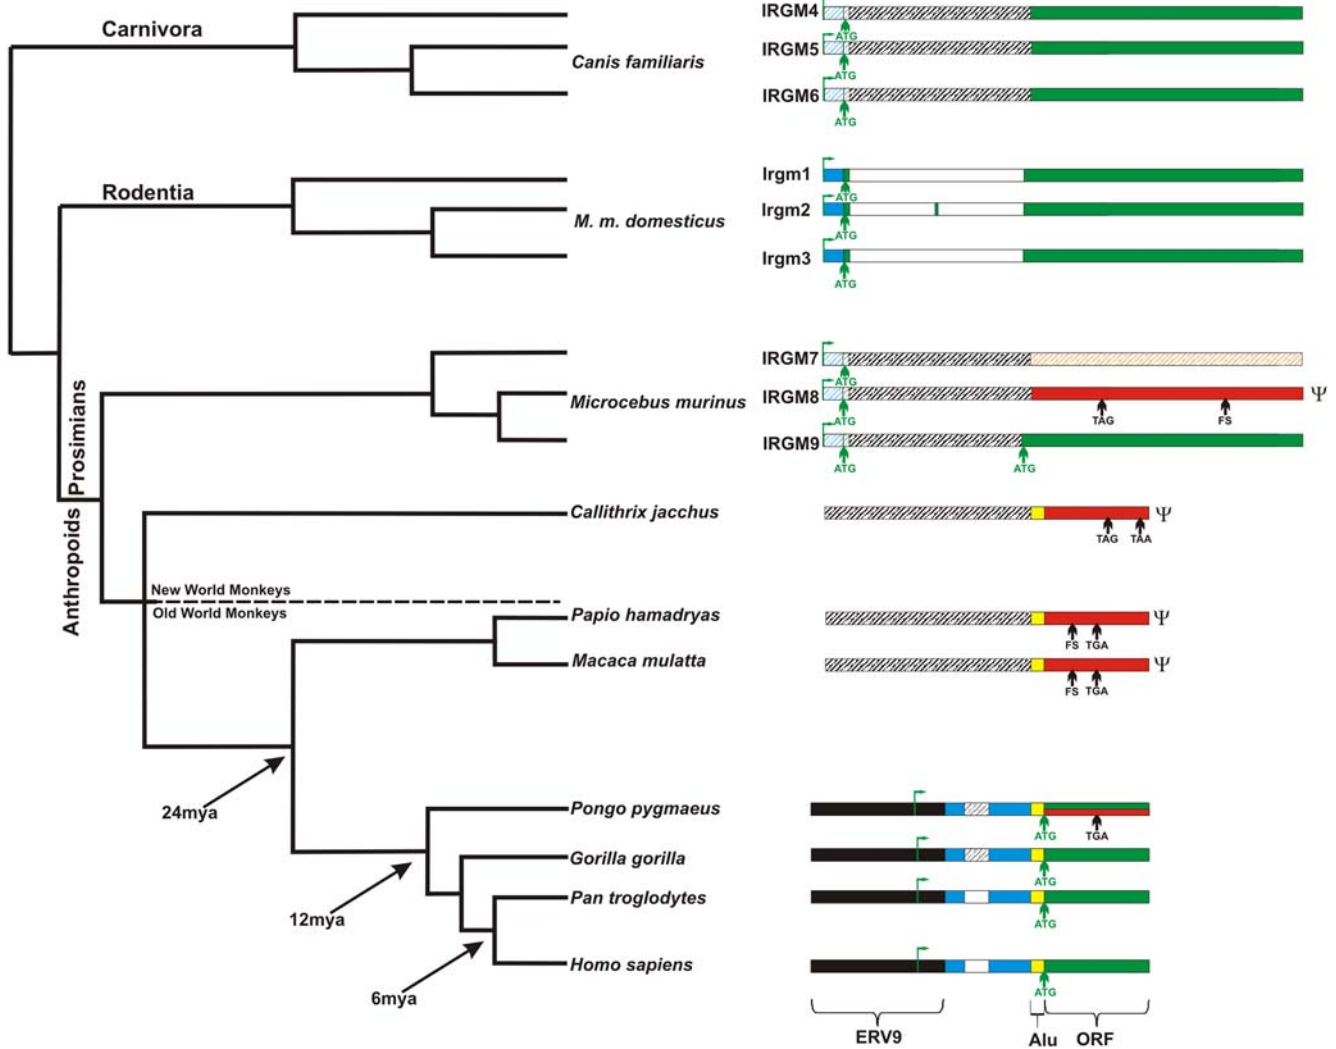 Carnivora
Canis familiaris
IRGM4
ATG
IRGM5
ATG
IRGM6
ATG
Rodentia
M. m. domesticus
Irgm1
ATG
Irgm2
ATG
Irgm3
ATG
Prosimians
Microcebus murinus
IRGM7
ATG
IRGM8 Ψ
ATG TAG FS
IRGM9
ATG ATG
Anthropoids
Callithrix jacchus Ψ
TAG TAA
New World Monkeys
Old World Monkeys
Papio hamadryas Ψ
FS TGA
Macaca mulatta Ψ
FS TGA
24mya
Pongo pygmaeus
ATG TGA
Gorilla gorilla
ATG
12mya
Pan troglodytes
ATG
Homo sapiens
ATG
6mya
ERV9 Alu ORF